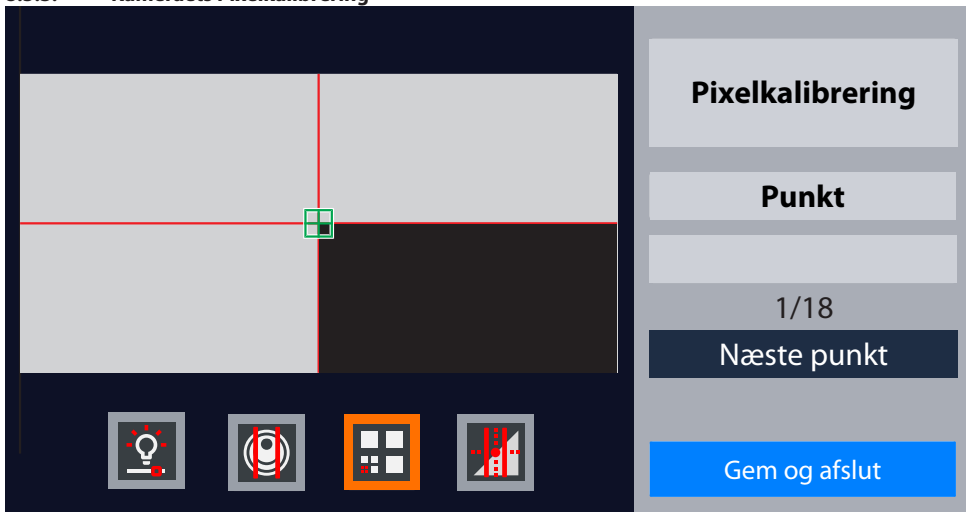 Pixelkalibrering
Punkt
1/18
Næste punkt
Gem og afslut